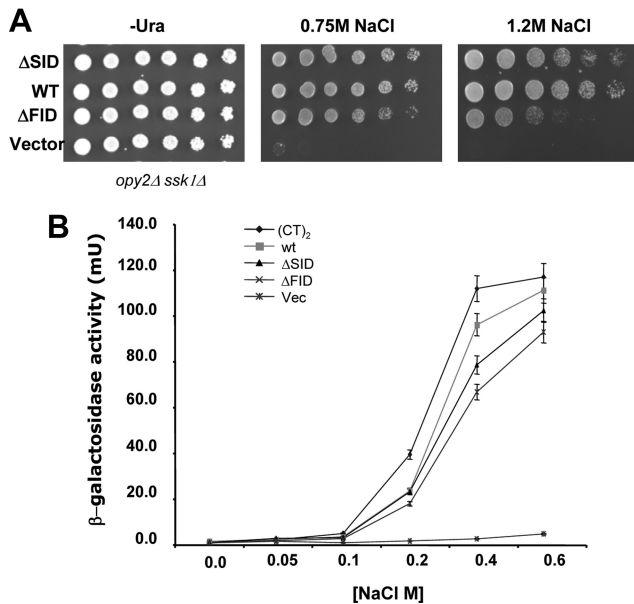 A
-Ura
0.75M NaCl
1.2M NaCl
ΔSID
WT
ΔFID
Vector
opy2Δ ssk1Δ
B
β-galactosidase activity (mU)
140.0
120.0
100.0
80.0
60.0
40.0
20.0
0.0
(CT)₂
wt
ΔSID
ΔFID
Vec
0.0 0.05 0.1 0.2 0.4 0.6
[NaCl M]